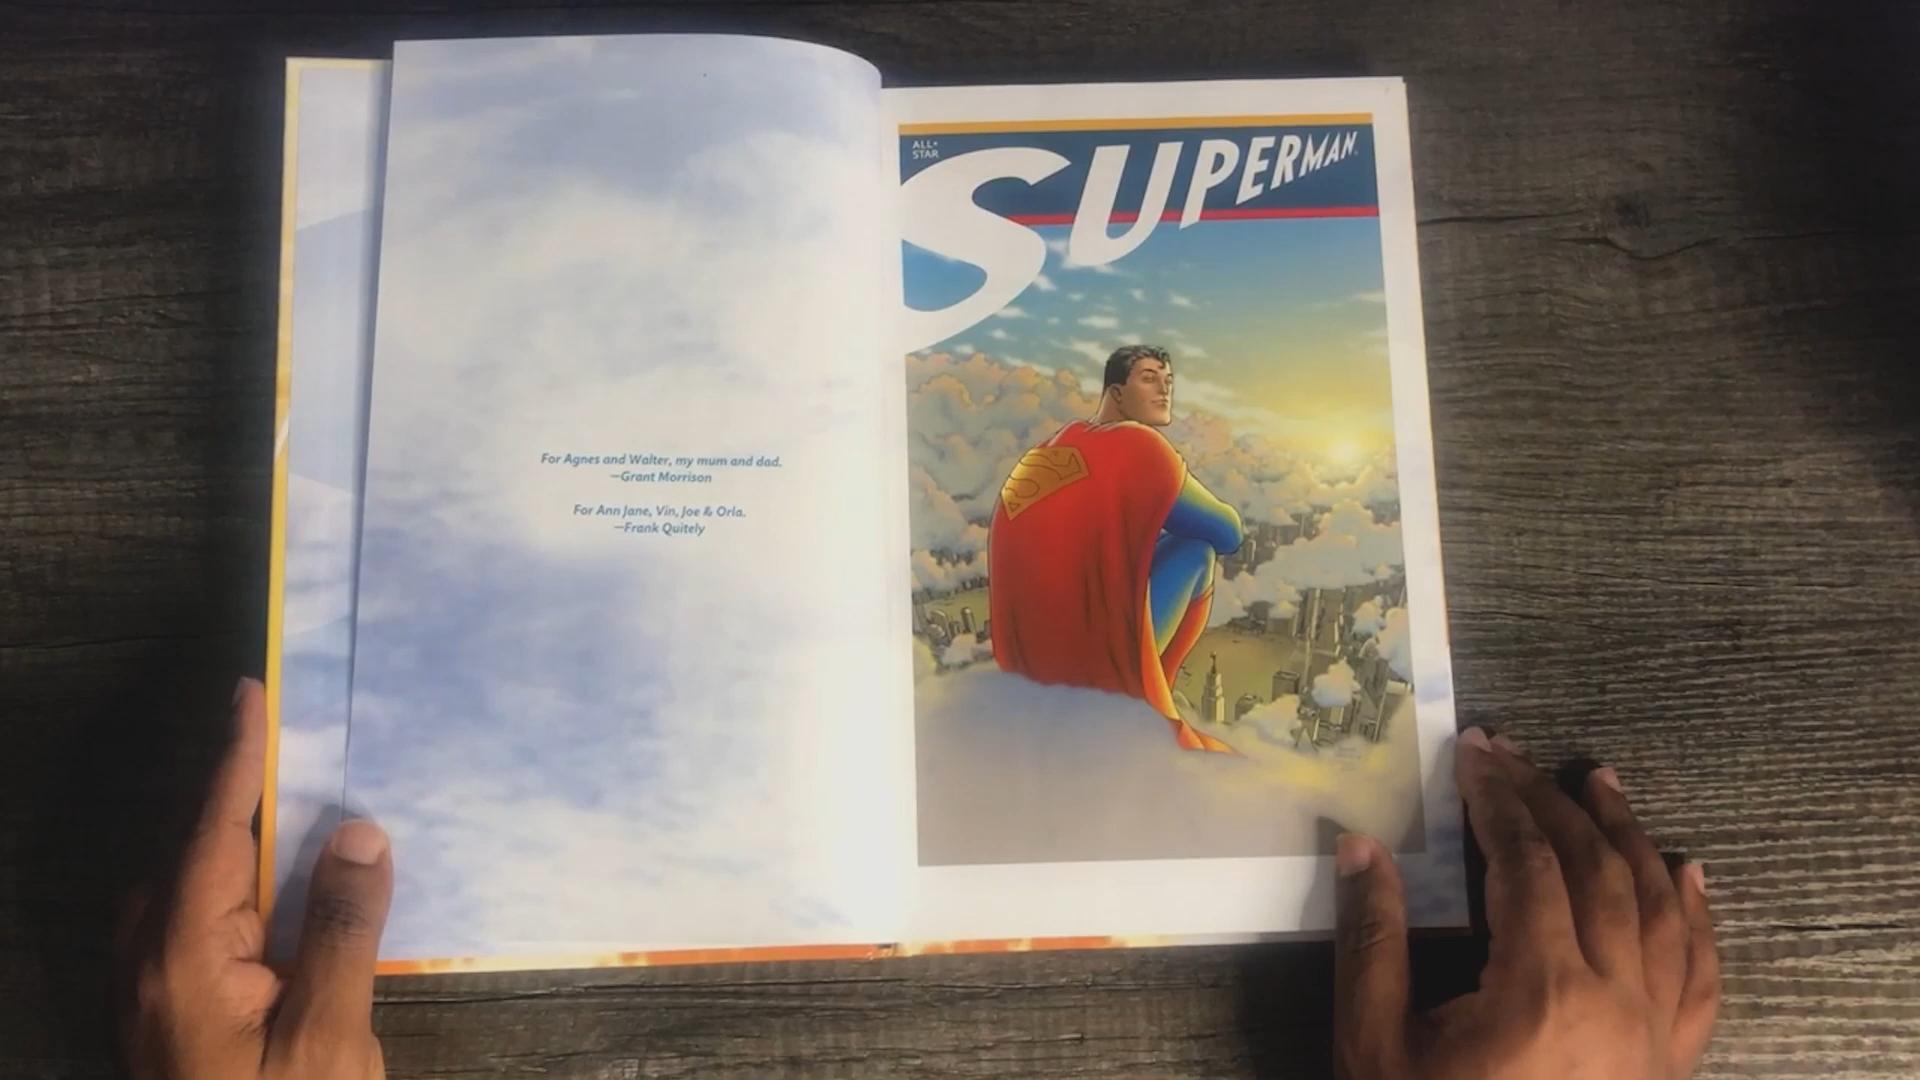 For Agnes and Walter, my mum and dad.
—Grant Morrison
For Ann Jane, Vin, Joe & Orla.
—Frank Quitely
ALL★
STAR
SUPERMAN